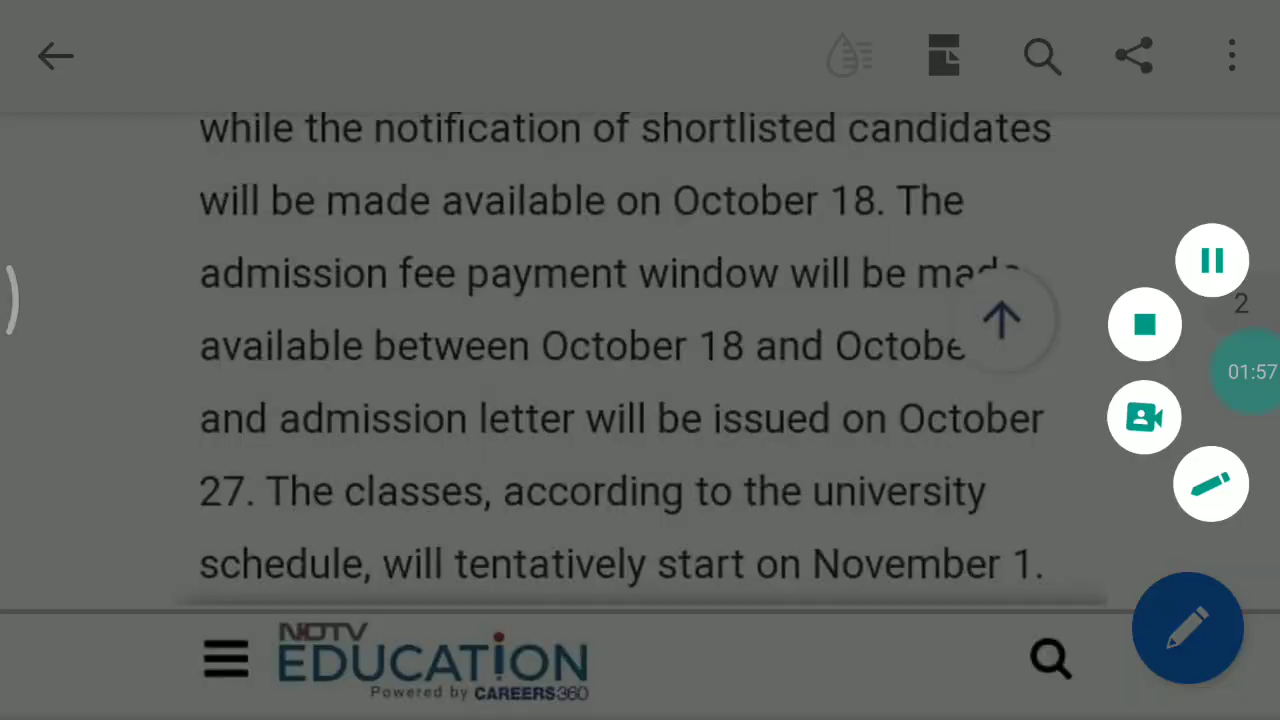 while the notification of shortlisted candidates
will be made available on October 18. The
admission fee payment window will be made
available between October 18 and Octobe
and admission letter will be issued on October
27. The classes, according to the university
schedule, will tentatively start on November 1.
2
01:57
NDTV
EDUCATION
Powered by CAREERS360